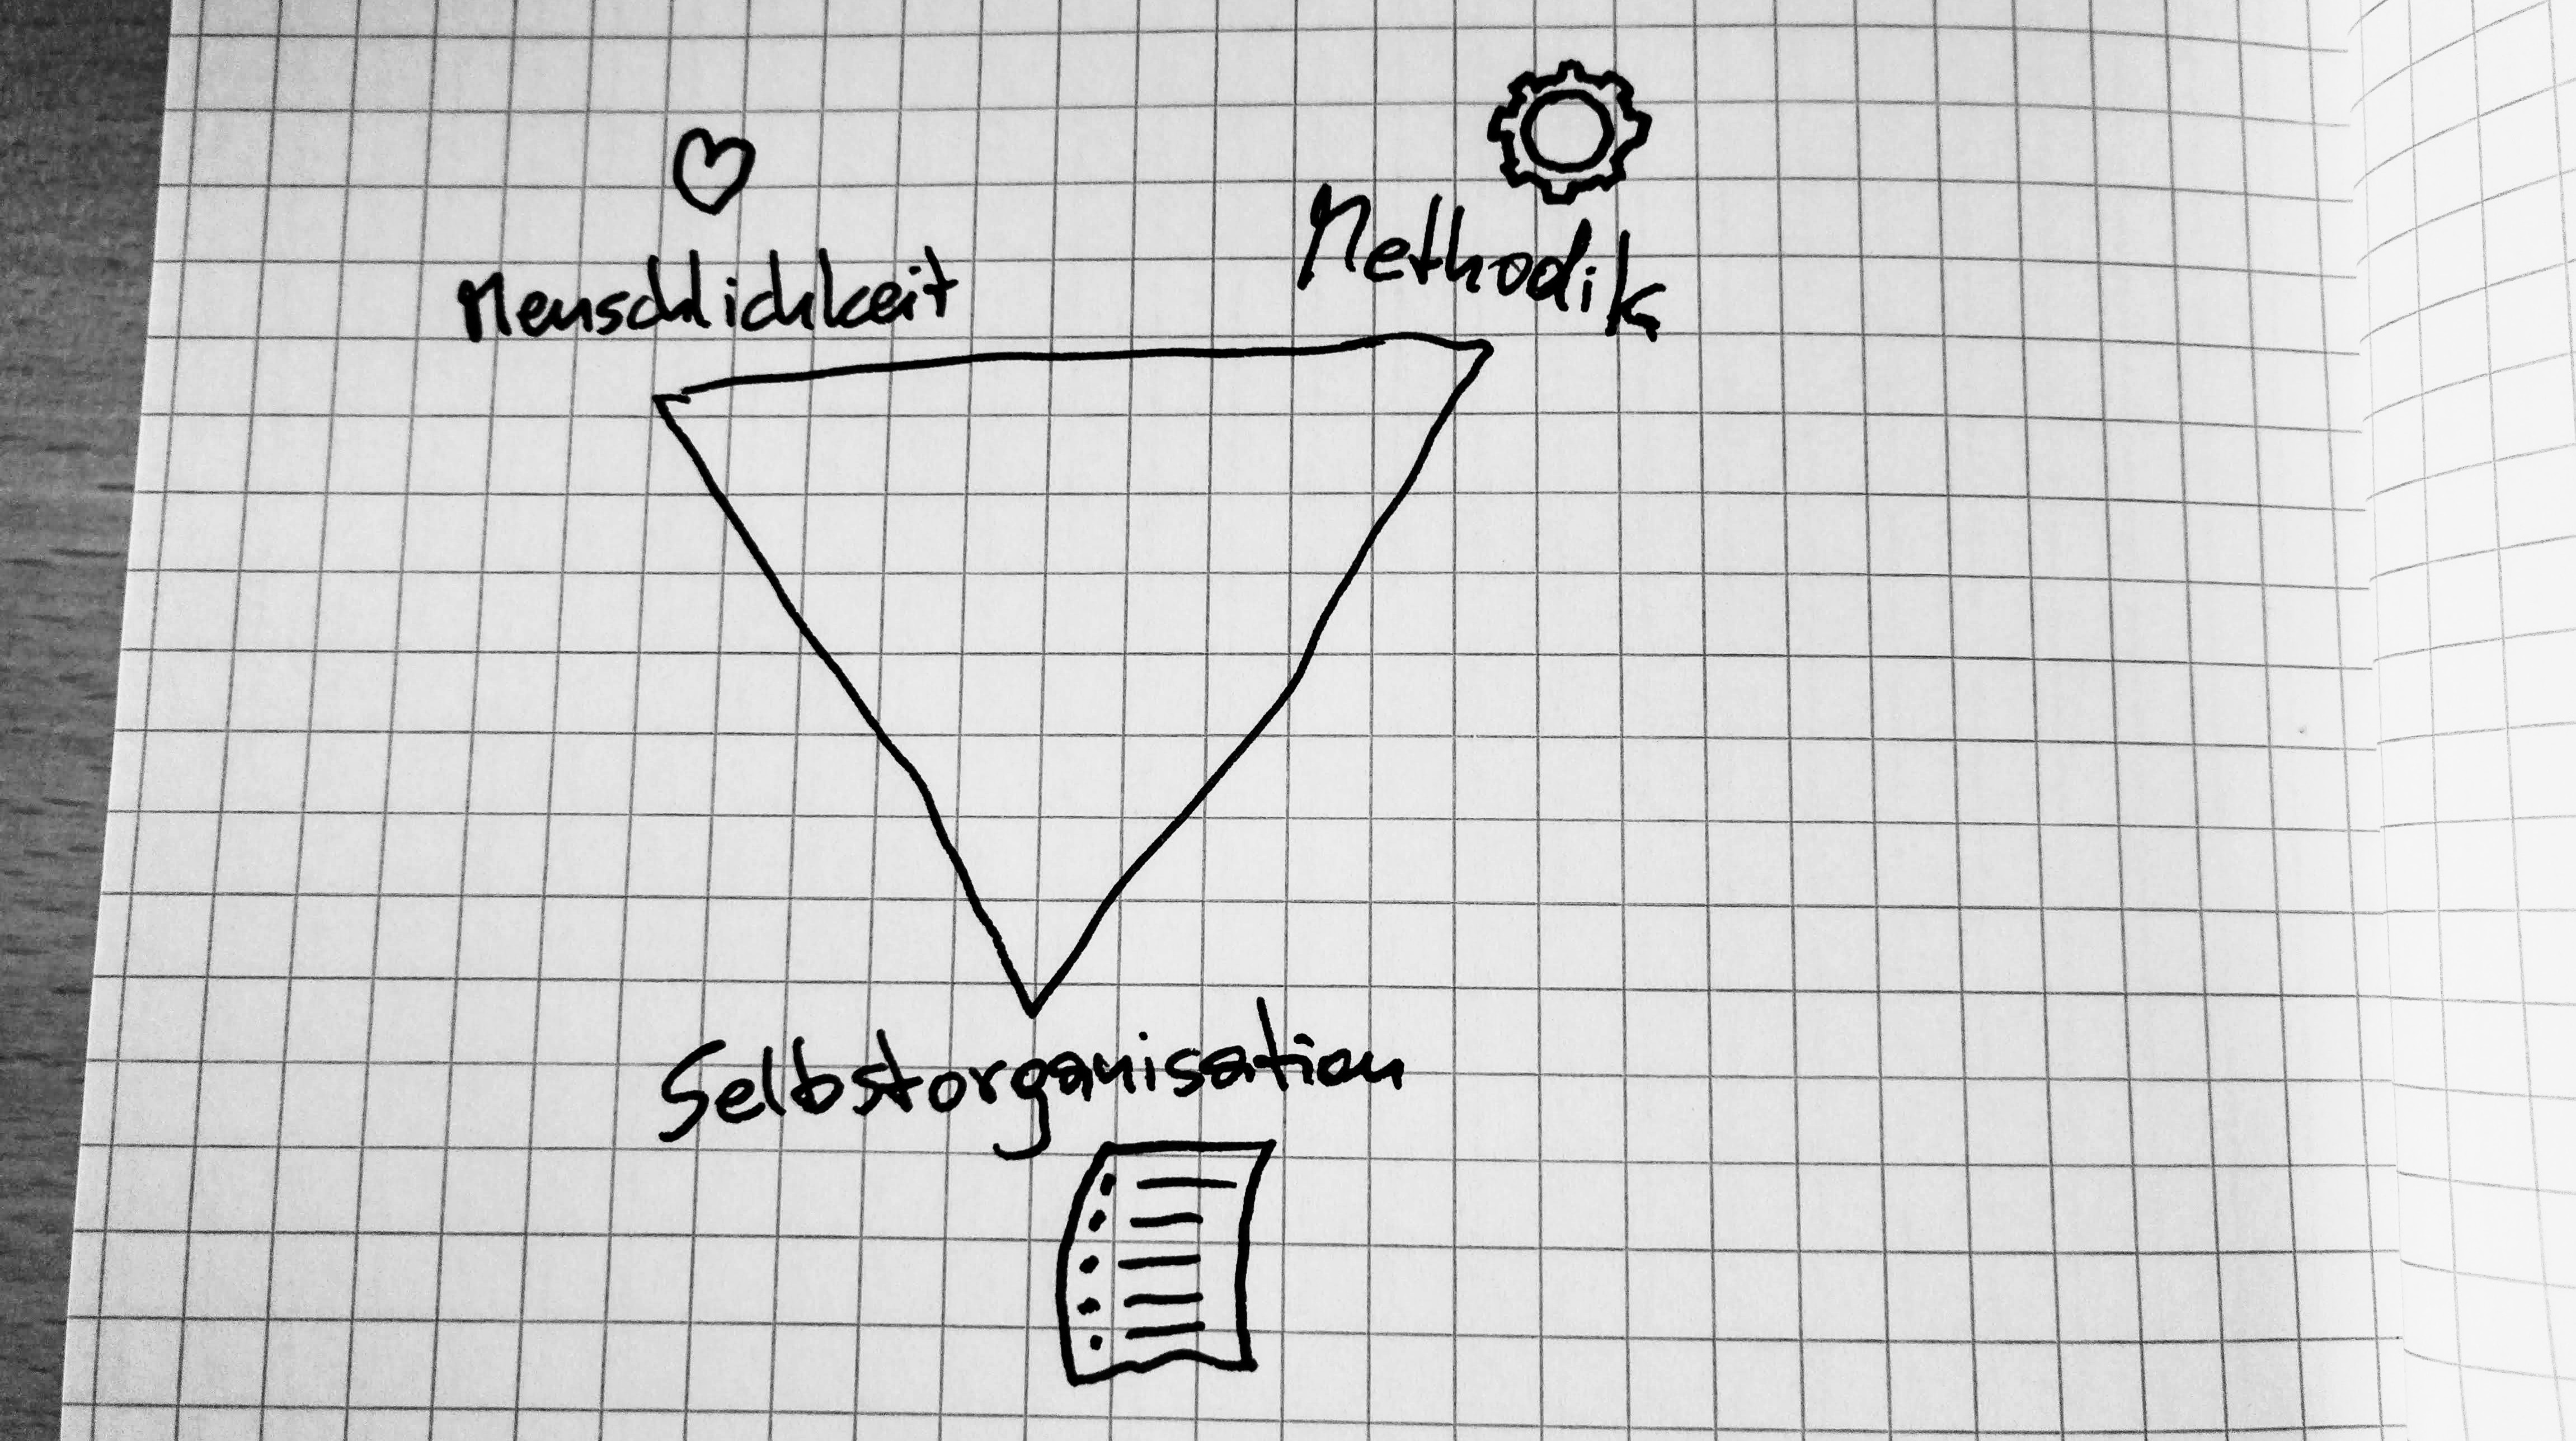 Menschlichkeit
Methodik
Selbstorganisation